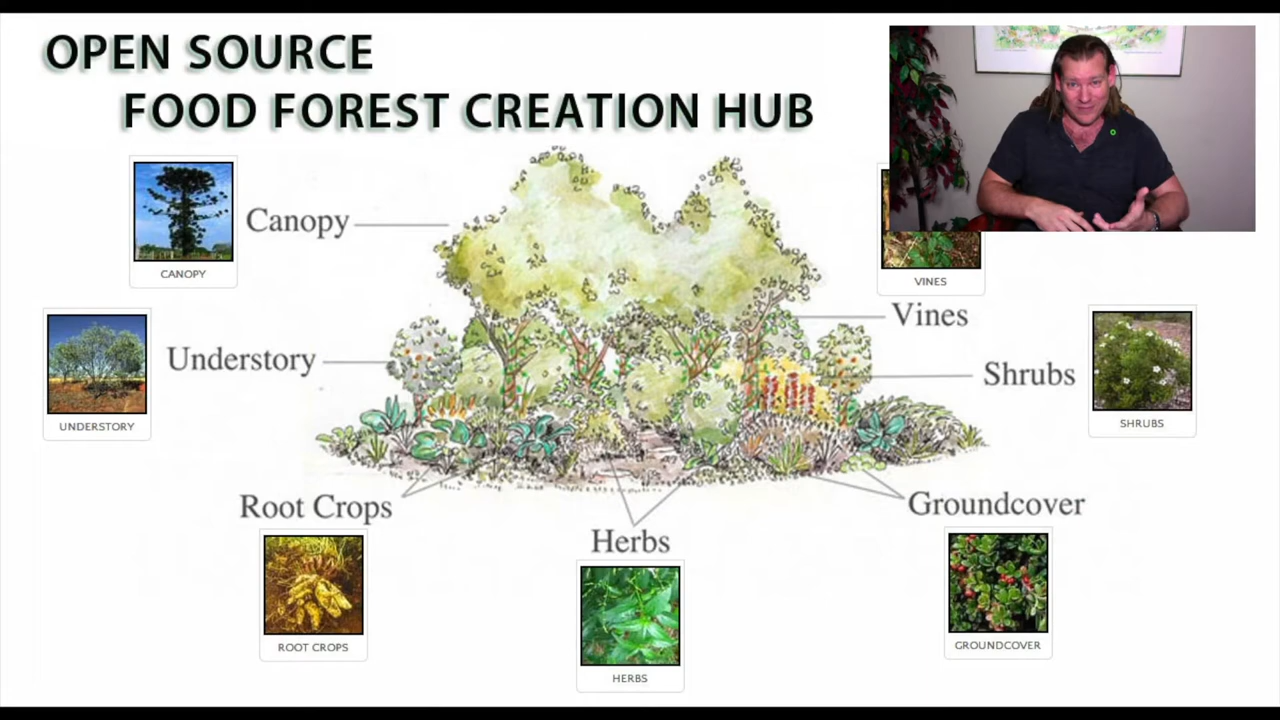 OPEN SOURCE
FOOD FOREST CREATION HUB
CANOPY
Canopy
VINES
Vines
UNDERSTORY
Understory
Shrubs
SHRUBS
Root Crops
ROOT CROPS
Herbs
HERBS
Groundcover
GROUNDCOVER